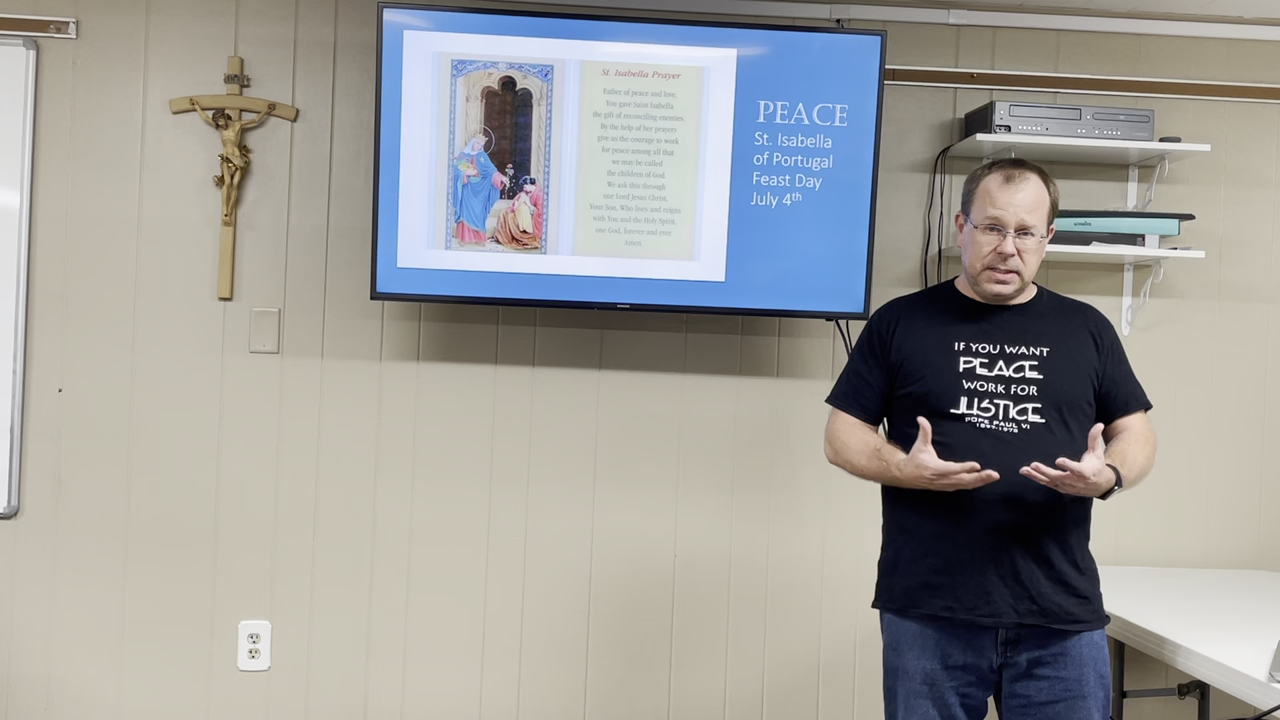 St. Isabella Prayer
Father of peace and love,
You gave Saint Isabella
the gift of reconciling enemies.
By the help of her prayers
give us the courage to work
for peace among all that
we may be called
the children of God.
We ask this through
our Lord Jesus Christ,
Your Son, Who lives and reigns
with You and the Holy Spirit,
one God, forever and ever
Amen.
PEACE
St. Isabella
of Portugal
Feast Day
July 4th
IF YOU WANT
PEACE
WORK FOR
JUSTICE
POPE PAUL VI
1897-1978